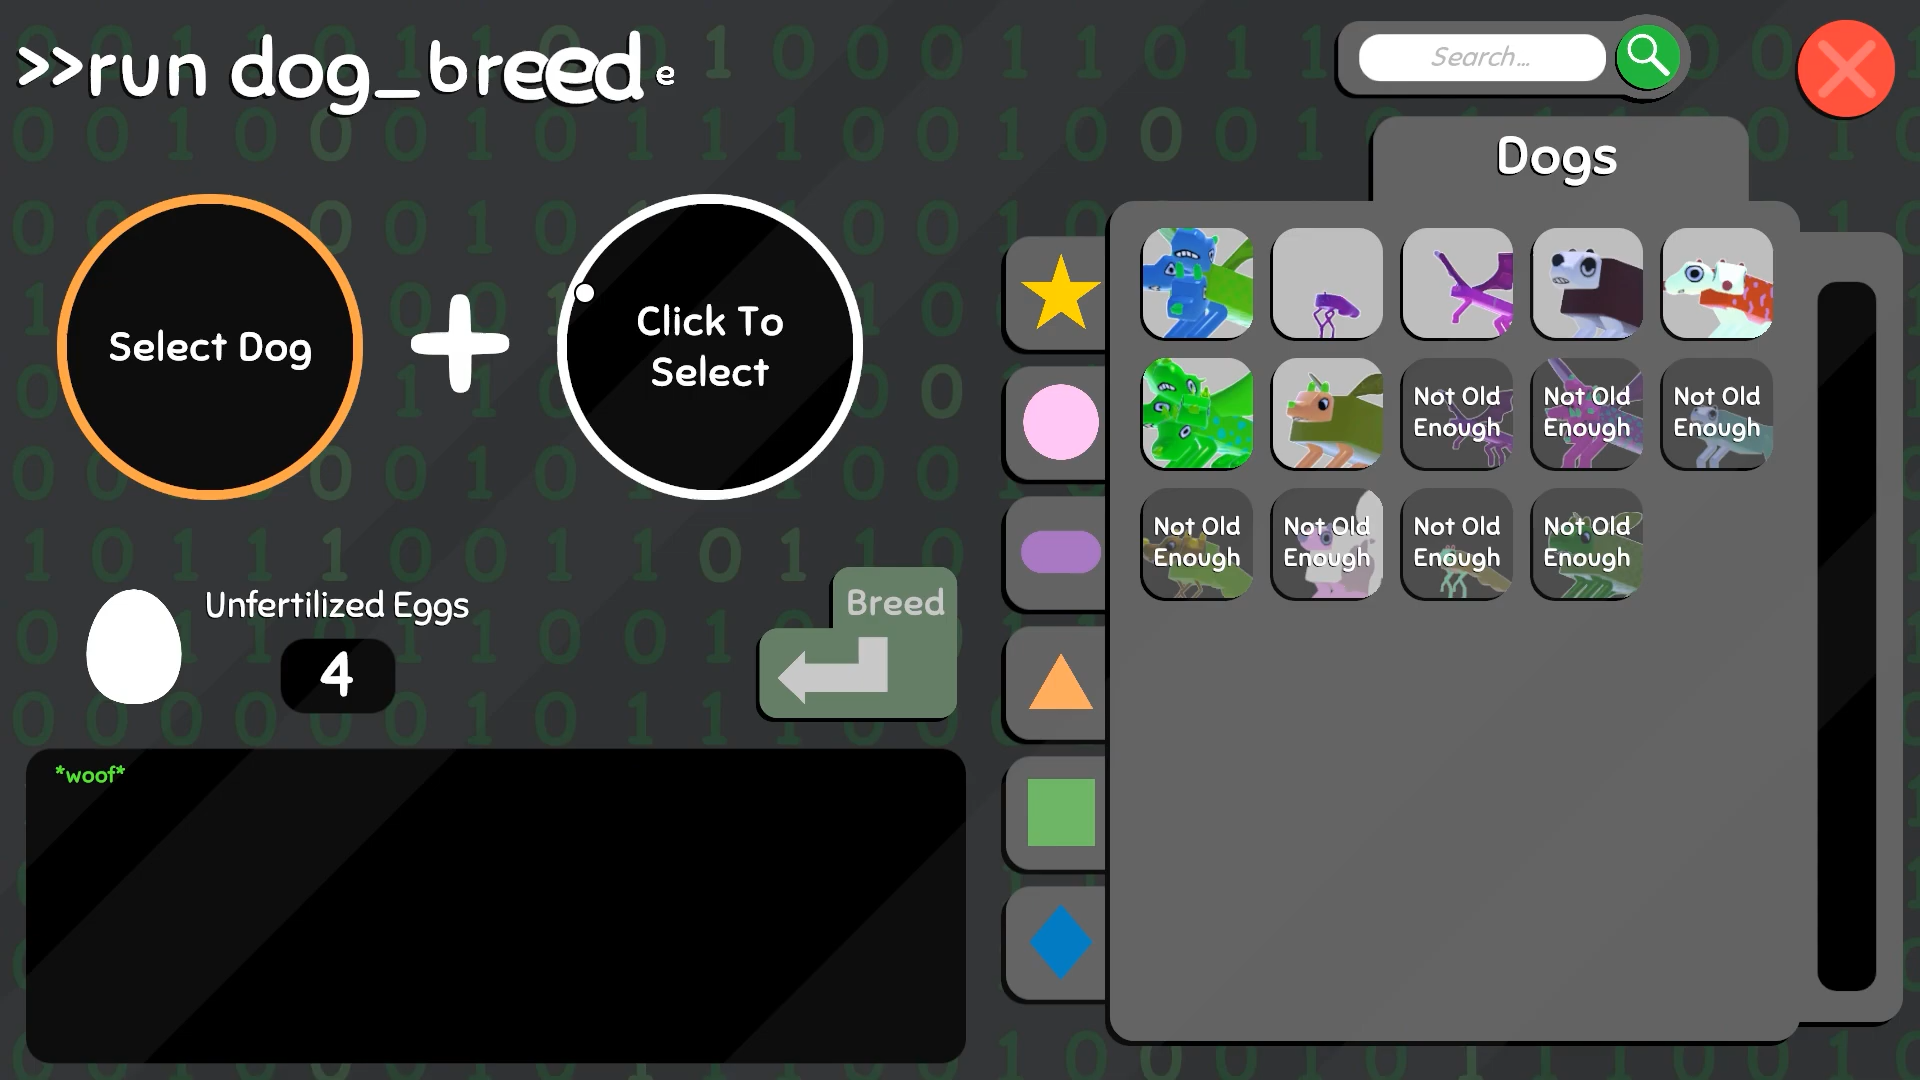 >>run dog_breed e
Search...
Dogs
Select Dog
Click To
Select
Not Old
Enough
Not Old
Enough
Not Old
Enough
Not Old
Enough
Not Old
Enough
Not Old
Enough
Not Old
Enough
Unfertilized Eggs
4
Breed
*woof*